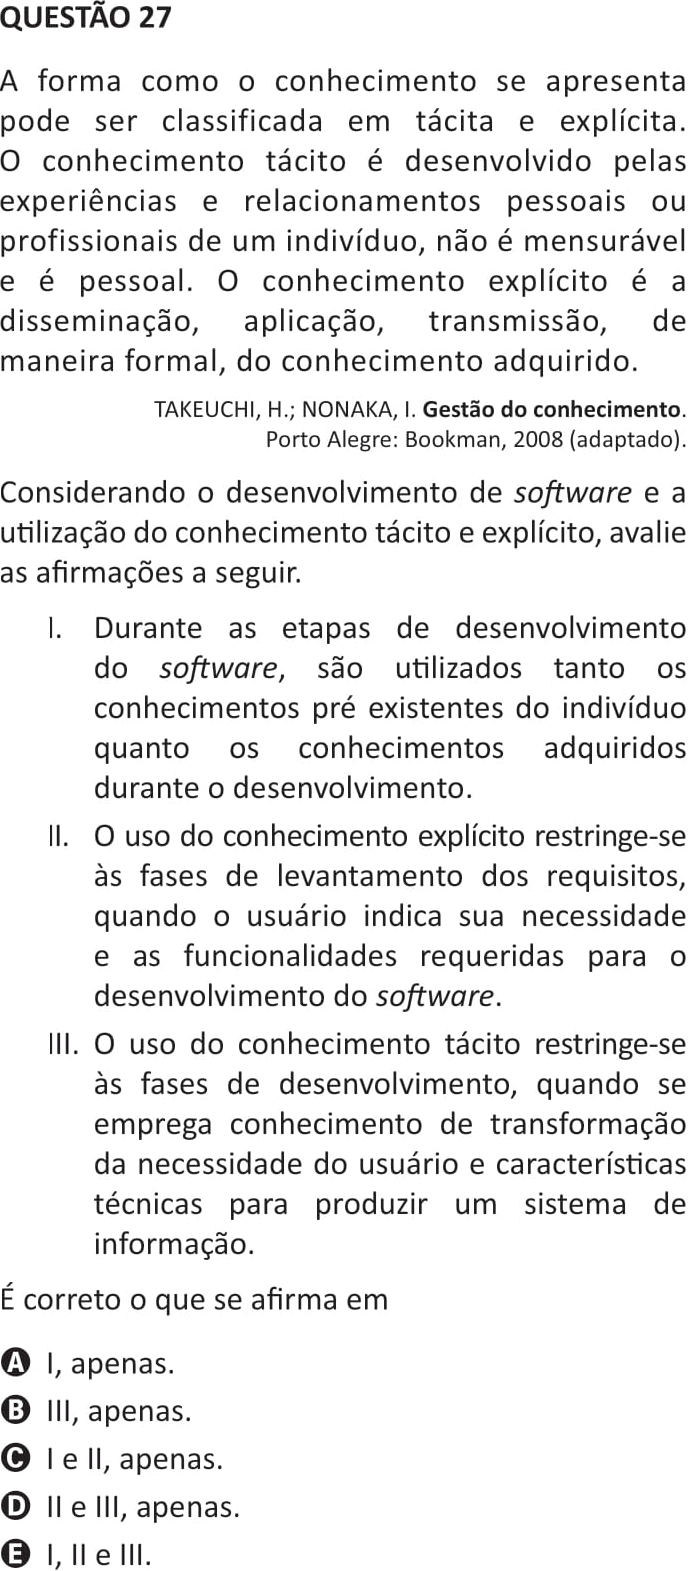 QUESTÃO 27
A forma como o conhecimento se apresenta
pode ser classificada em tácita e explícita.
O conhecimento tácito é desenvolvido pelas
experiências e relacionamentos pessoais ou
profissionais de um indivíduo, não é mensurável
e é pessoal. O conhecimento explícito é a
disseminação, aplicação, transmissão, de
maneira formal, do conhecimento adquirido.
TAKEUCHI, H.; NONAKA, I. Gestão do conhecimento.
Porto Alegre: Bookman, 2008 (adaptado).
Considerando o desenvolvimento de software e a
utilização do conhecimento tácito e explícito, avalie
as afirmações a seguir.
I. Durante as etapas de desenvolvimento
do software, são utilizados tanto os
conhecimentos pré existentes do indivíduo
quanto os conhecimentos adquiridos
durante o desenvolvimento.
II. O uso do conhecimento explícito restringe-se
às fases de levantamento dos requisitos,
quando o usuário indica sua necessidade
e as funcionalidades requeridas para o
desenvolvimento do software.
III. O uso do conhecimento tácito restringe-se
às fases de desenvolvimento, quando se
emprega conhecimento de transformação
da necessidade do usuário e características
técnicas para produzir um sistema de
informação.
É correto o que se afirma em
A I, apenas.
B III, apenas.
C I e II, apenas.
D II e III, apenas.
E I, II e III.